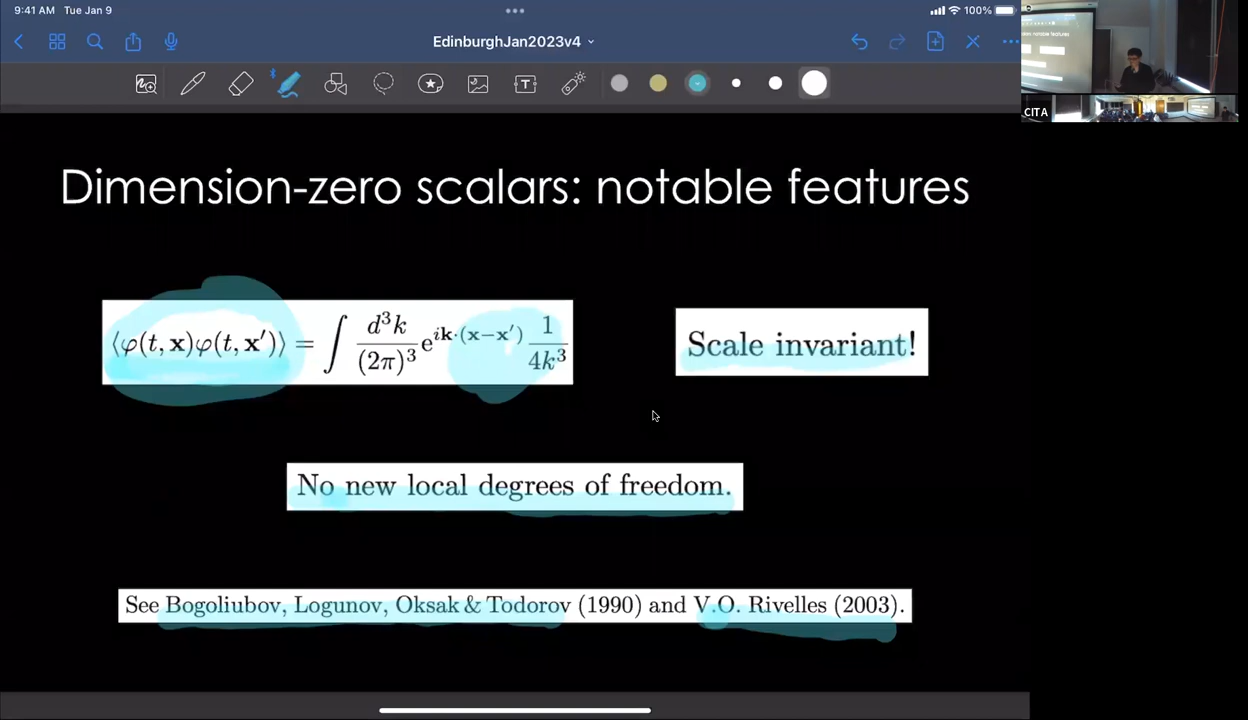 9:41 AM Tue Jan 9
100%
EdinburghJan2023v4
CITA
Dimension-zero scalars: notable features
⟨φ(t, x)φ(t, x′)⟩ = ∫ d³k/(2π)³ e^{ik·(x−x′)} 1/4k³
Scale invariant!
No new local degrees of freedom.
See Bogoliubov, Logunov, Oksak & Todorov (1990) and V.O. Rivelles (2003).